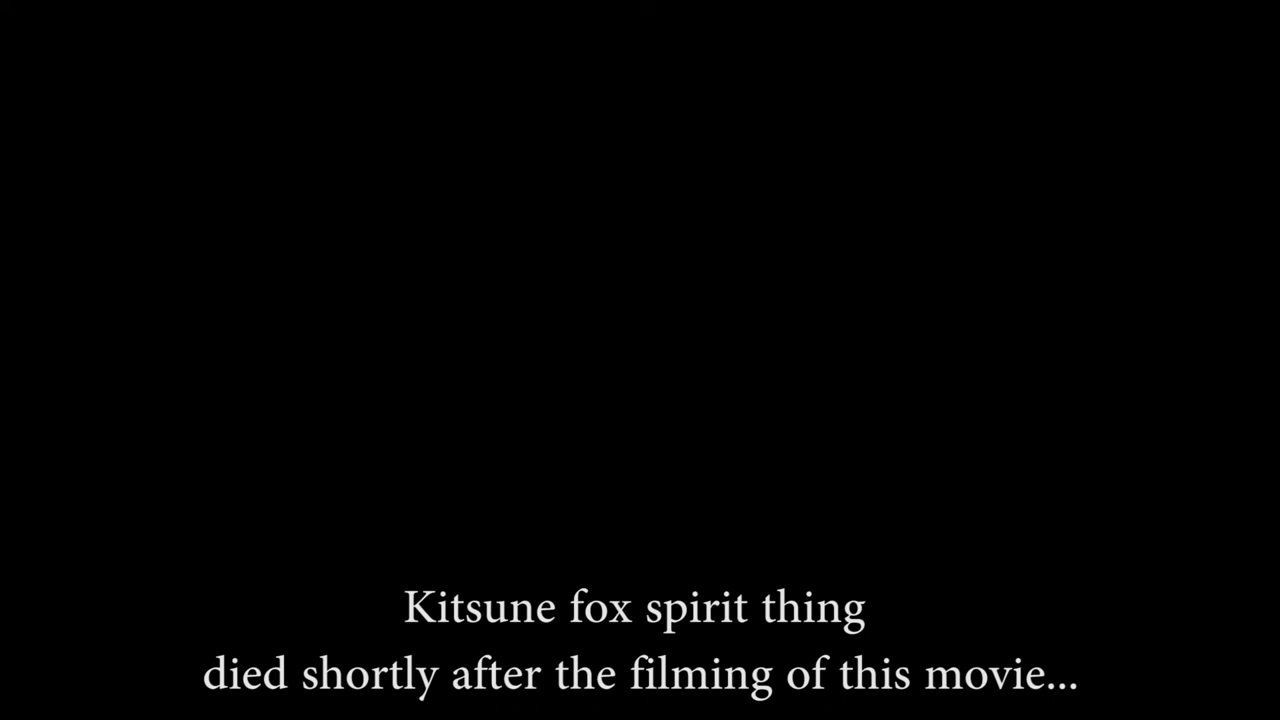 Kitsune fox spirit thing
died shortly after the filming of this movie...